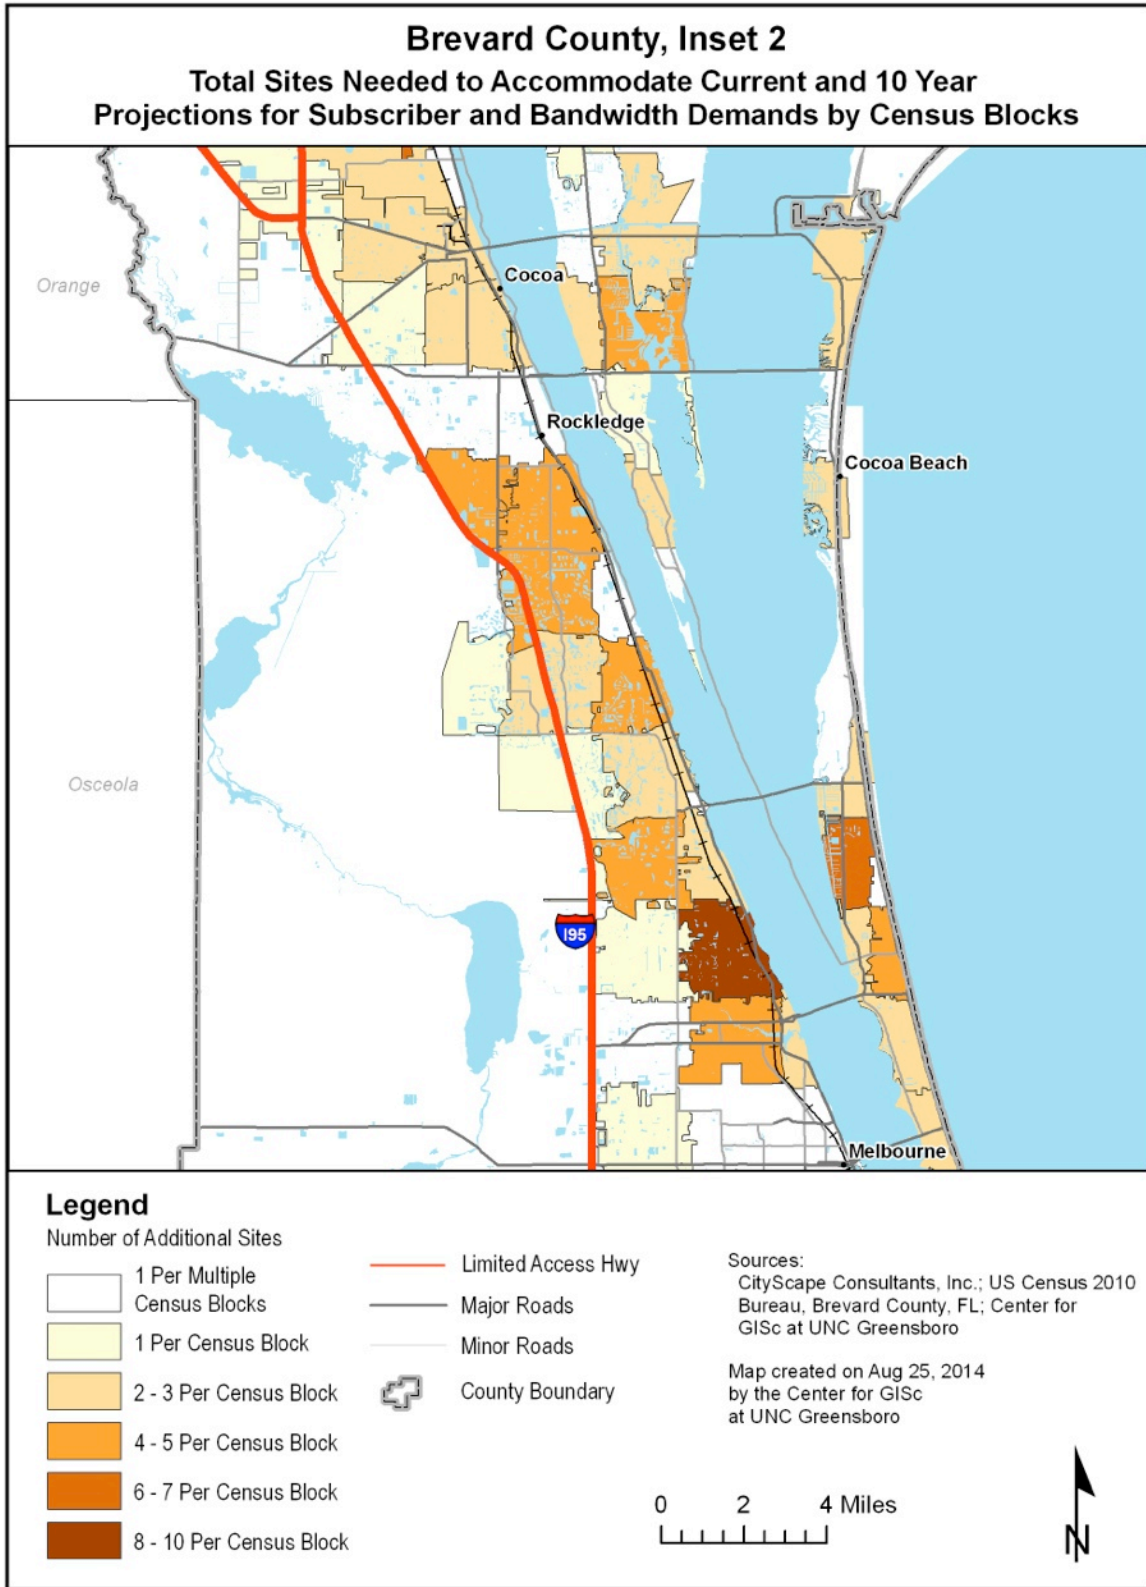 Brevard County, Inset 2
Total Sites Needed to Accommodate Current and 10 Year
Projections for Subscriber and Bandwidth Demands by Census Blocks
Orange
Cocoa
Rockledge
Cocoa Beach
Osceola
I95
Melbourne
Legend
Number of Additional Sites
1 Per Multiple
Census Blocks
1 Per Census Block
2 - 3 Per Census Block
4 - 5 Per Census Block
6 - 7 Per Census Block
8 - 10 Per Census Block
Limited Access Hwy
Major Roads
Minor Roads
County Boundary
Sources:
CityScape Consultants, Inc.; US Census 2010
Bureau, Brevard County, FL; Center for
GISc at UNC Greensboro
Map created on Aug 25, 2014
by the Center for GISc
at UNC Greensboro
0 2 4 Miles
N